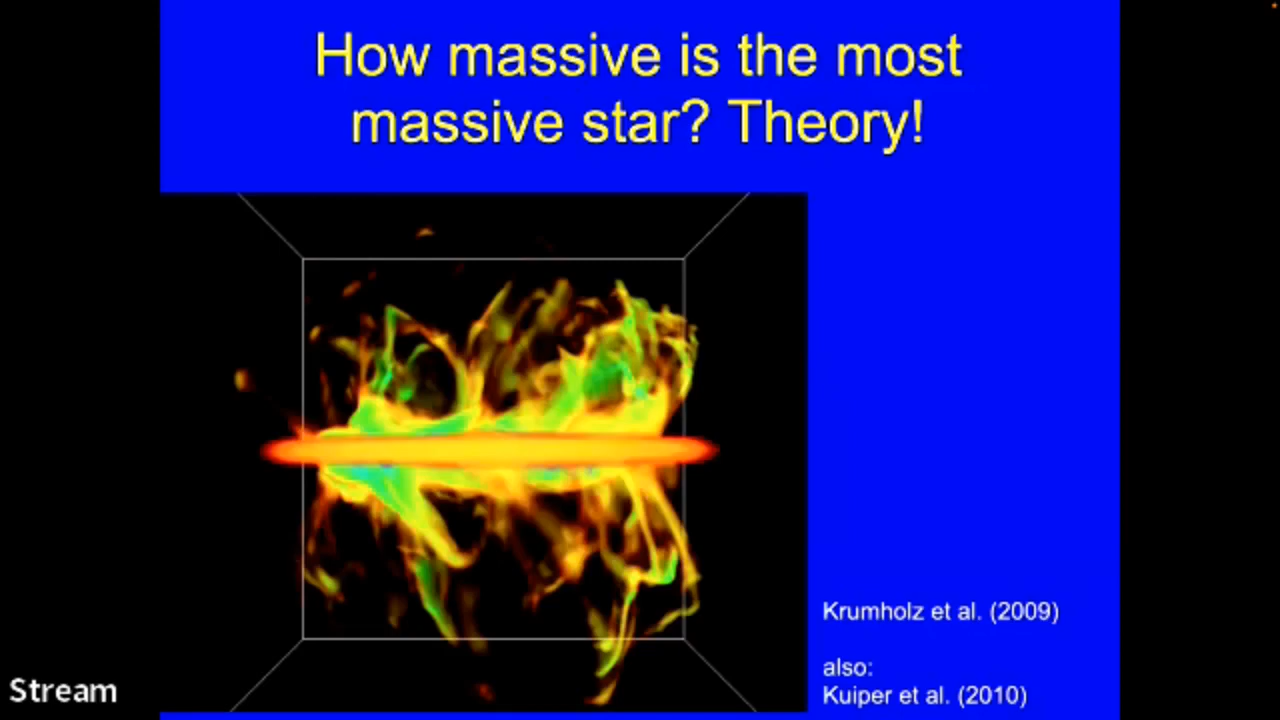 How massive is the most
massive star? Theory!
Krumholz et al. (2009)
also:
Kuiper et al. (2010)
Stream